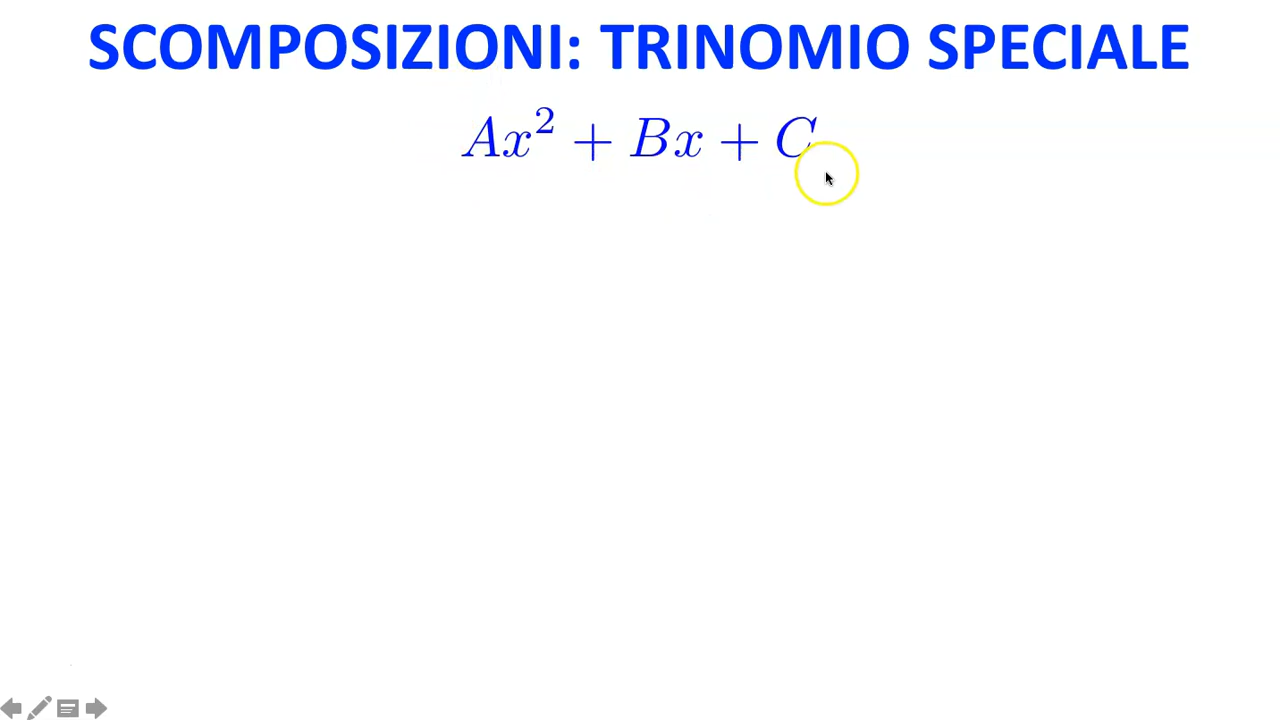 SCOMPOSIZIONI: TRINOMIO SPECIALE
Ax² + Bx + C